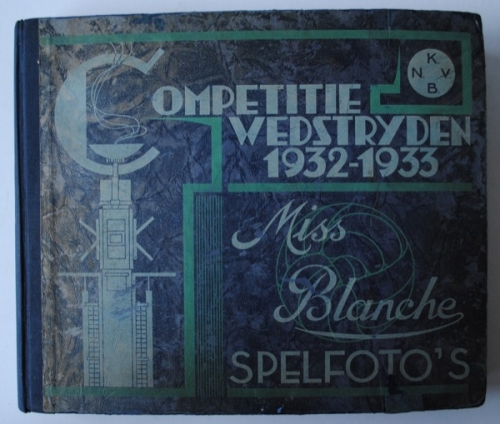 COMPETITIE
WEDSTRYDEN
1932-1933
K
N V
B
Miss
Blanche
SPELFOTO'S